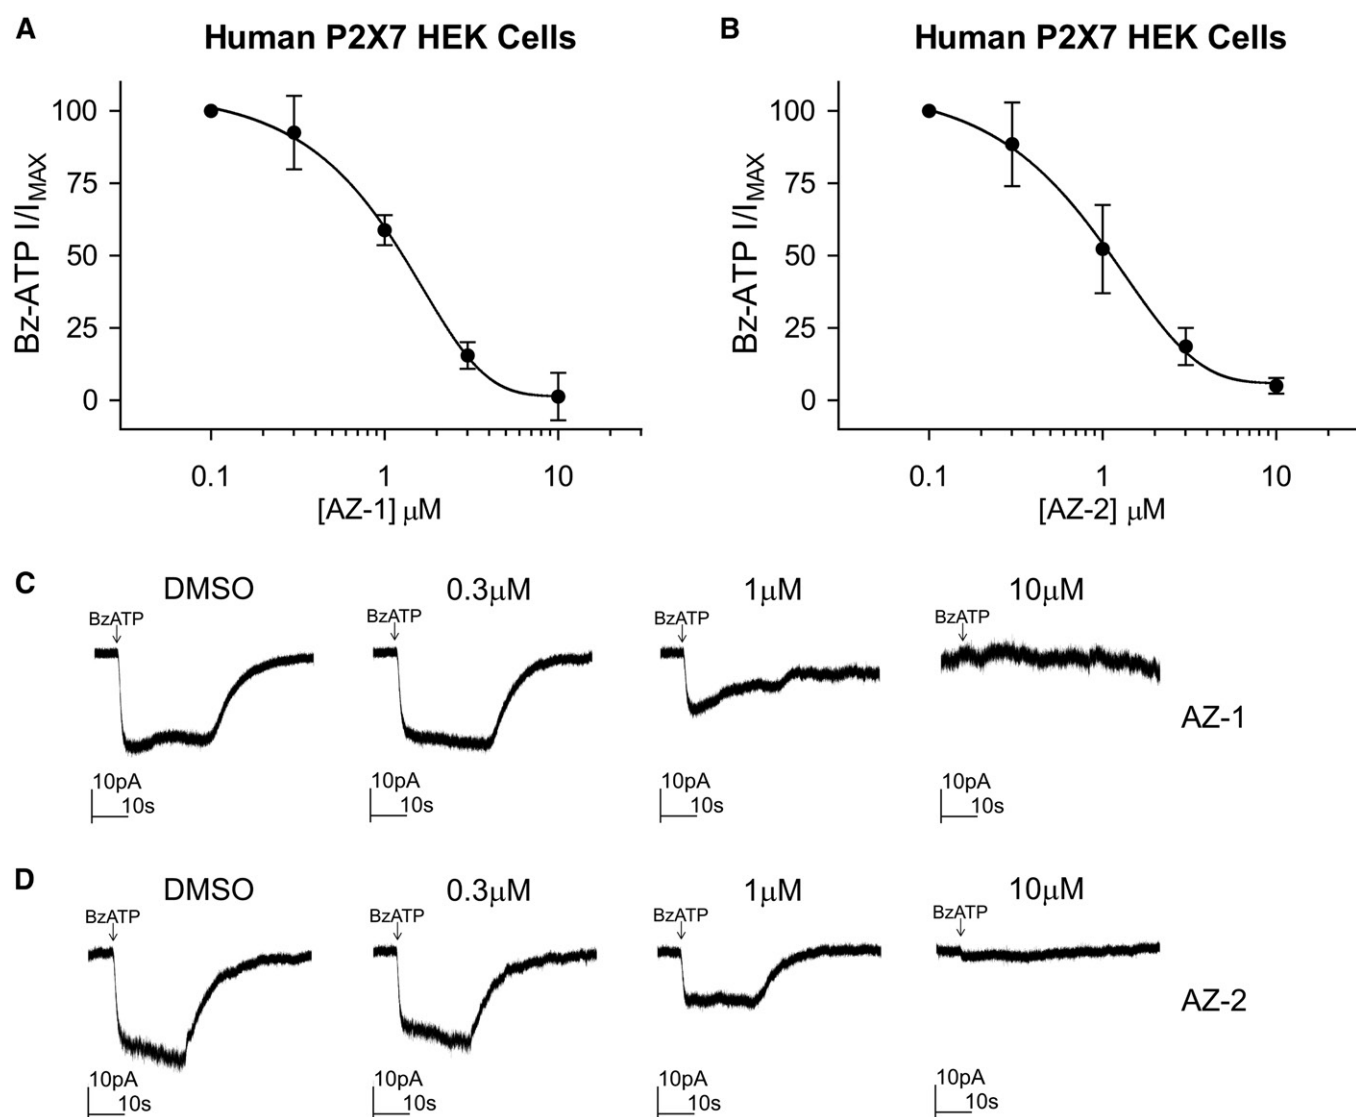 A
Human P2X7 HEK Cells
Bz-ATP I/I_MAX
100
75
50
25
0
0.1
1
10
[AZ-1] μM
B
Human P2X7 HEK Cells
Bz-ATP I/I_MAX
100
75
50
25
0
0.1
1
10
[AZ-2] μM
C
DMSO
0.3μM
1μM
10μM
BzATP
BzATP
BzATP
BzATP
AZ-1
10pA
10s
10pA
10s
10pA
10s
10pA
10s
D
DMSO
0.3μM
1μM
10μM
BzATP
BzATP
BzATP
BzATP
AZ-2
10pA
10s
10pA
10s
10pA
10s
10pA
10s